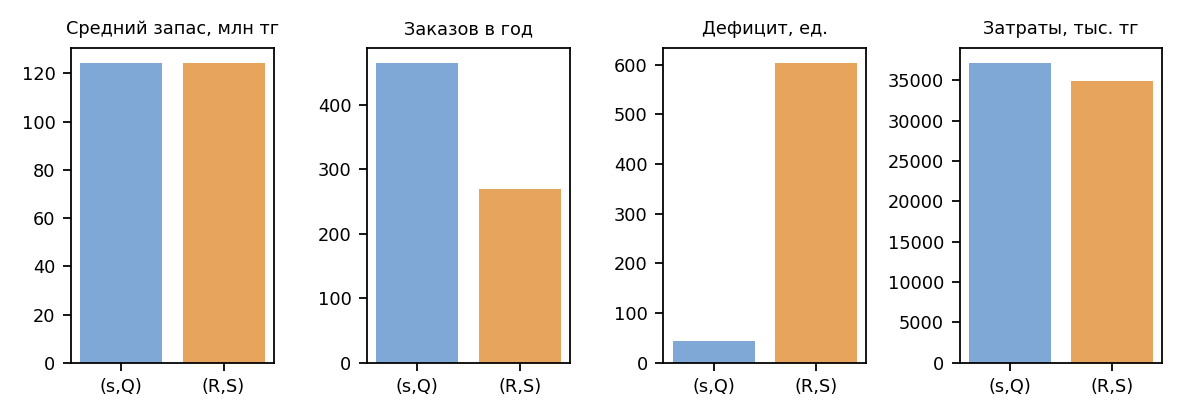 Средний запас, млн тг
120
100
80
60
40
20
0
(s,Q)
(R,S)
Заказов в год
400
300
200
100
0
(s,Q)
(R,S)
Дефицит, ед.
600
500
400
300
200
100
0
(s,Q)
(R,S)
Затраты, тыс. тг
35000
30000
25000
20000
15000
10000
5000
0
(s,Q)
(R,S)